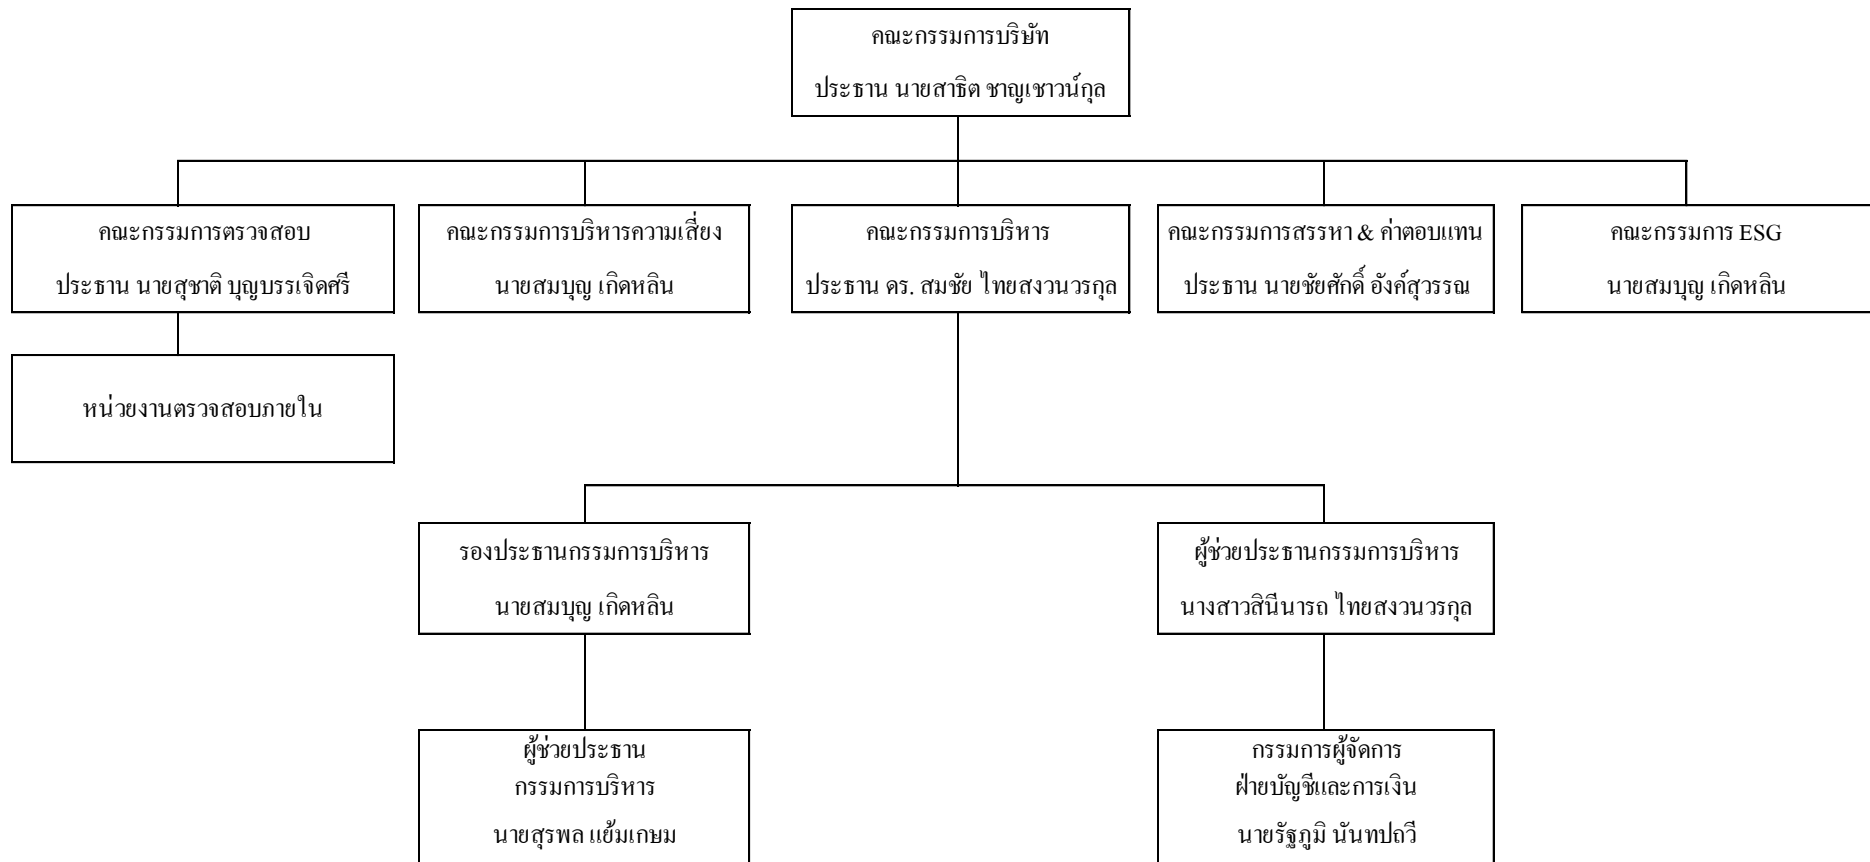 คณะกรรมการบริษัท
ประธาน นายสาธิต ชาญเชาวน์กุล
คณะกรรมการตรวจสอบ
ประธาน นายสุชาติ บุญบรรเจิดศรี
คณะกรรมการบริหารความเสี่ยง
นายสมบุญ เกิดหลิน
คณะกรรมการบริหาร
ประธาน ดร. สมชัย ไทยสงวนวรกุล
คณะกรรมการสรรหา & ค่าตอบแทน
ประธาน นายชัยศักดิ์ อังค์สุวรรณ
คณะกรรมการ ESG
นายสมบุญ เกิดหลิน
หน่วยงานตรวจสอบภายใน
รองประธานกรรมการบริหาร
นายสมบุญ เกิดหลิน
ผู้ช่วยประธานกรรมการบริหาร
นางสาวสินีนารถ ไทยสงวนวรกุล
ผู้ช่วยประธาน
กรรมการบริหาร
นายสุรพล แย้มเกษม
กรรมการผู้จัดการ
ฝ่ายบัญชีและการเงิน
นายรัฐภูมิ นันทปถวี